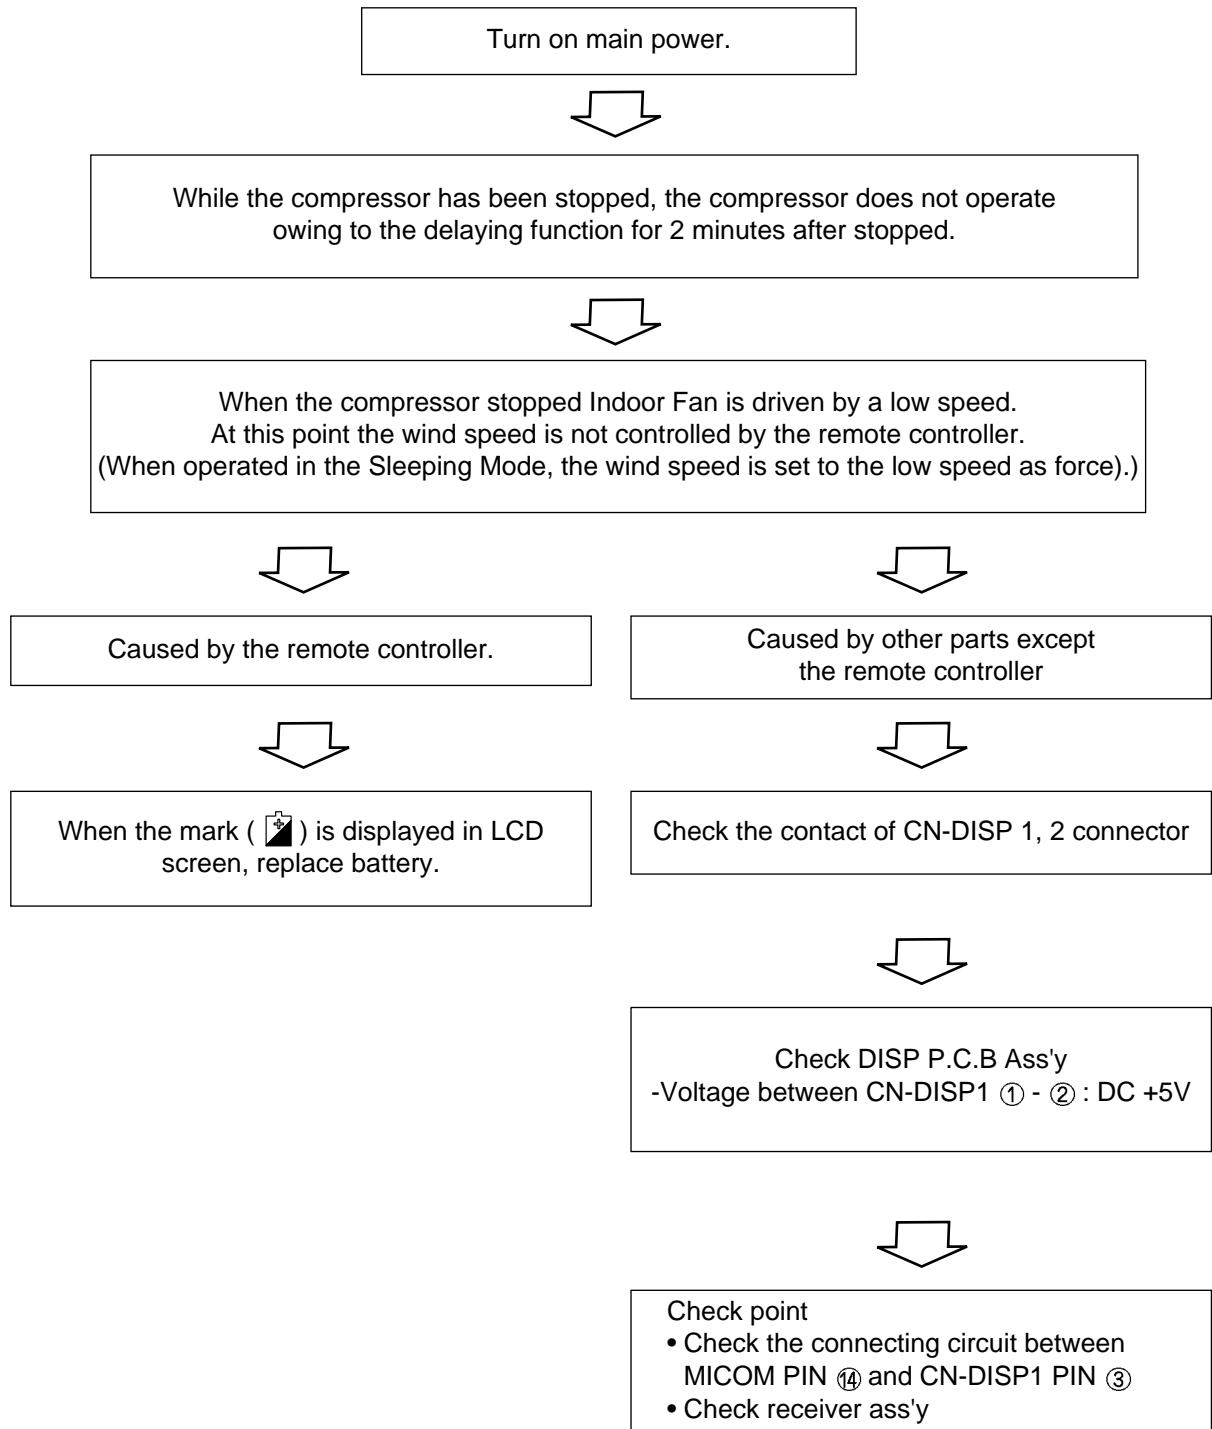 Turn on main power.
While the compressor has been stopped, the compressor does not operate
owing to the delaying function for 2 minutes after stopped.
When the compressor stopped Indoor Fan is driven by a low speed.
At this point the wind speed is not controlled by the remote controller.
(When operated in the Sleeping Mode, the wind speed is set to the low speed as force).)
Caused by the remote controller.
Caused by other parts except
the remote controller
When the mark ( ) is displayed in LCD
screen, replace battery.
Check the contact of CN-DISP 1, 2 connector
Check DISP P.C.B Ass'y
-Voltage between CN-DISP1 ① - ② : DC +5V
Check point
• Check the connecting circuit between
MICOM PIN ⑭ and CN-DISP1 PIN ③
• Check receiver ass'y